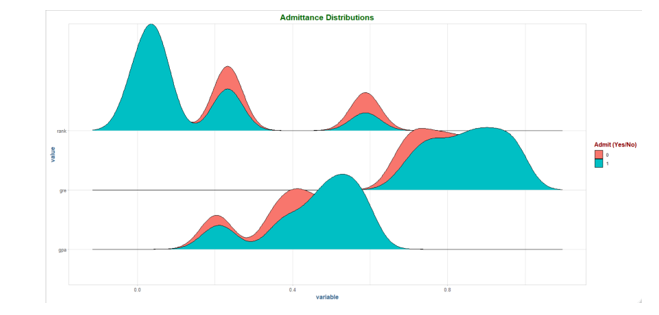 Admittance Distributions
rank
gre
gpa
value
0.0
0.4
0.8
variable
Admit (Yes/No)
0
1